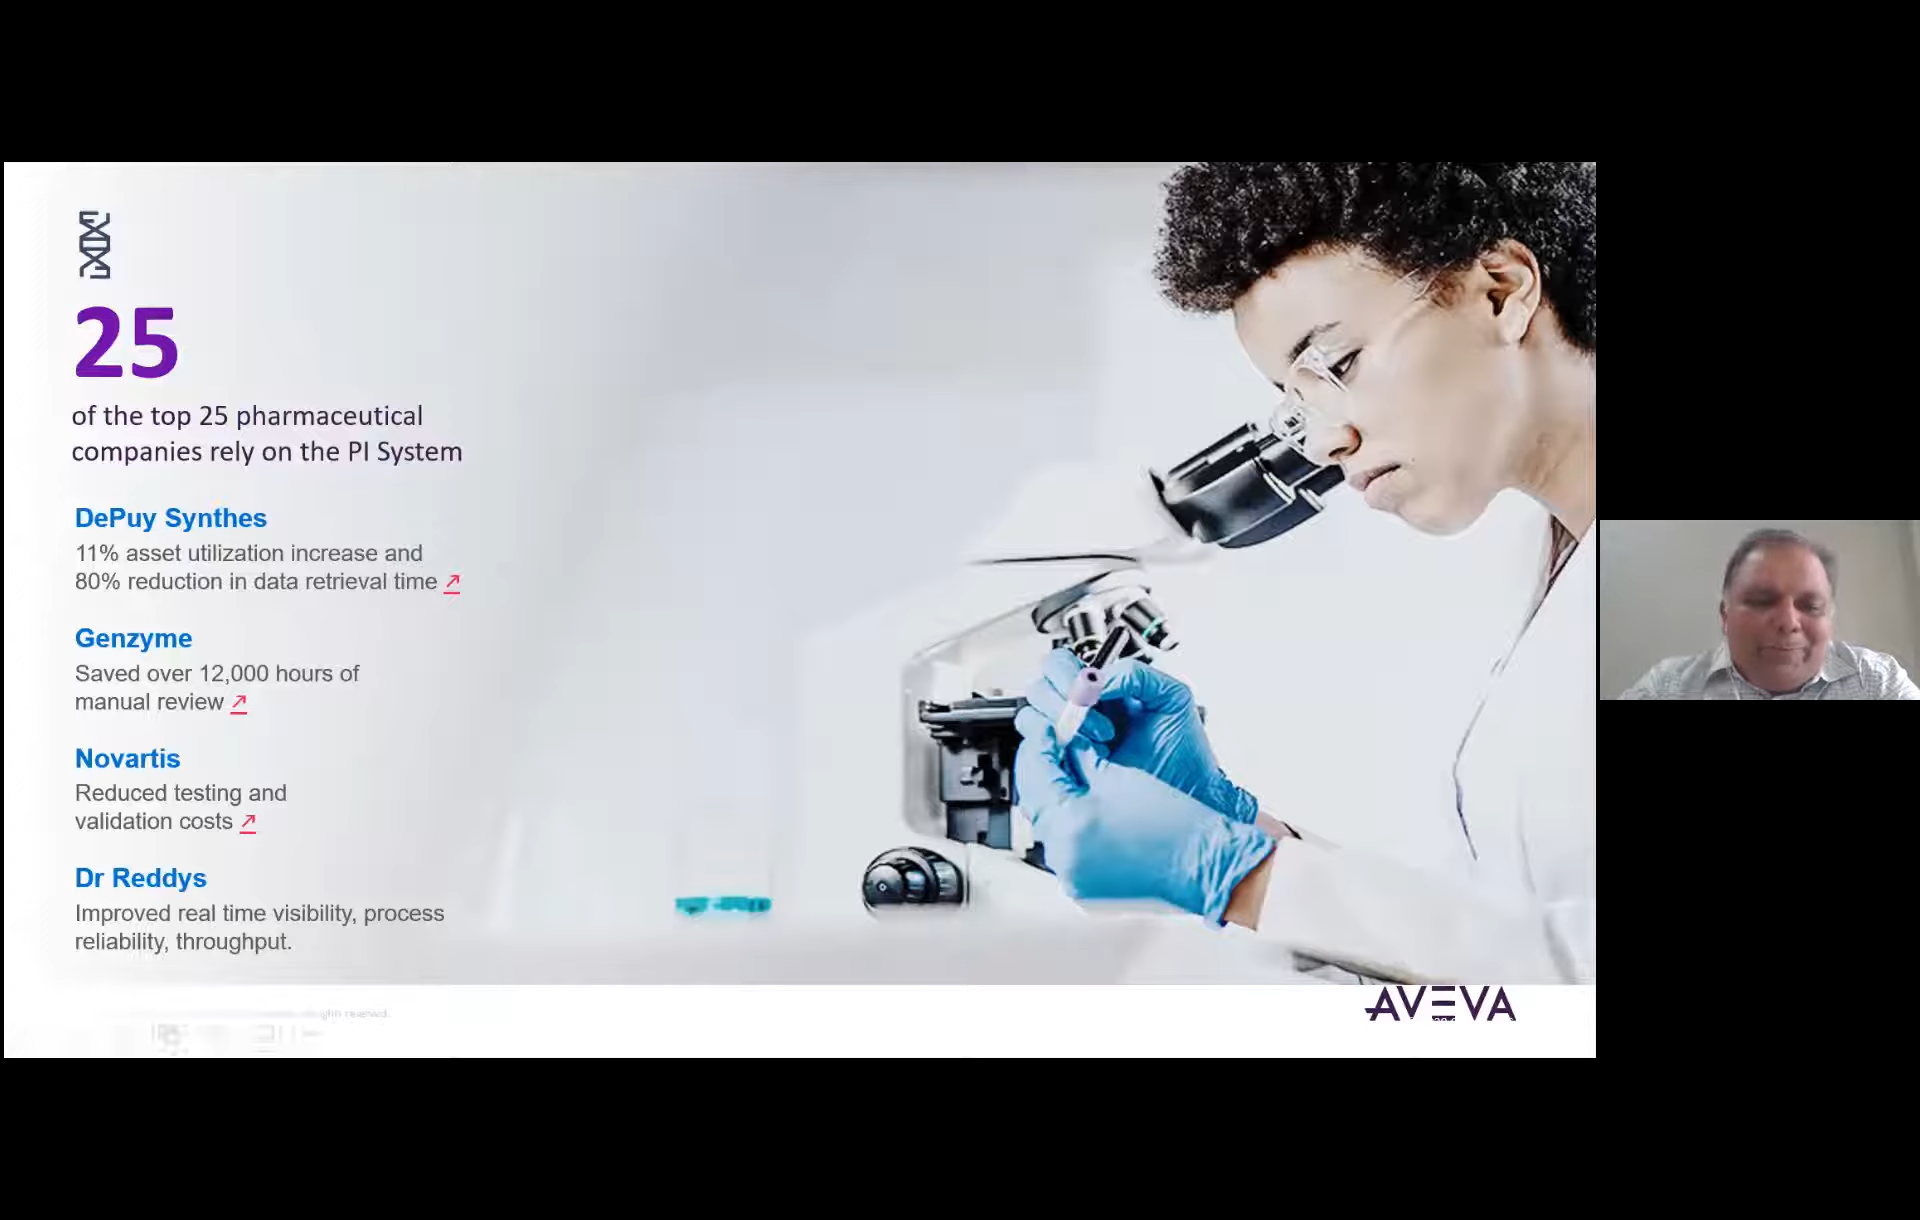 25
of the top 25 pharmaceutical
companies rely on the PI System
DePuy Synthes
11% asset utilization increase and
80% reduction in data retrieval time
Genzyme
Saved over 12,000 hours of
manual review
Novartis
Reduced testing and
validation costs
Dr Reddys
Improved real time visibility, process
reliability, throughput.
reserved.
AVEVA